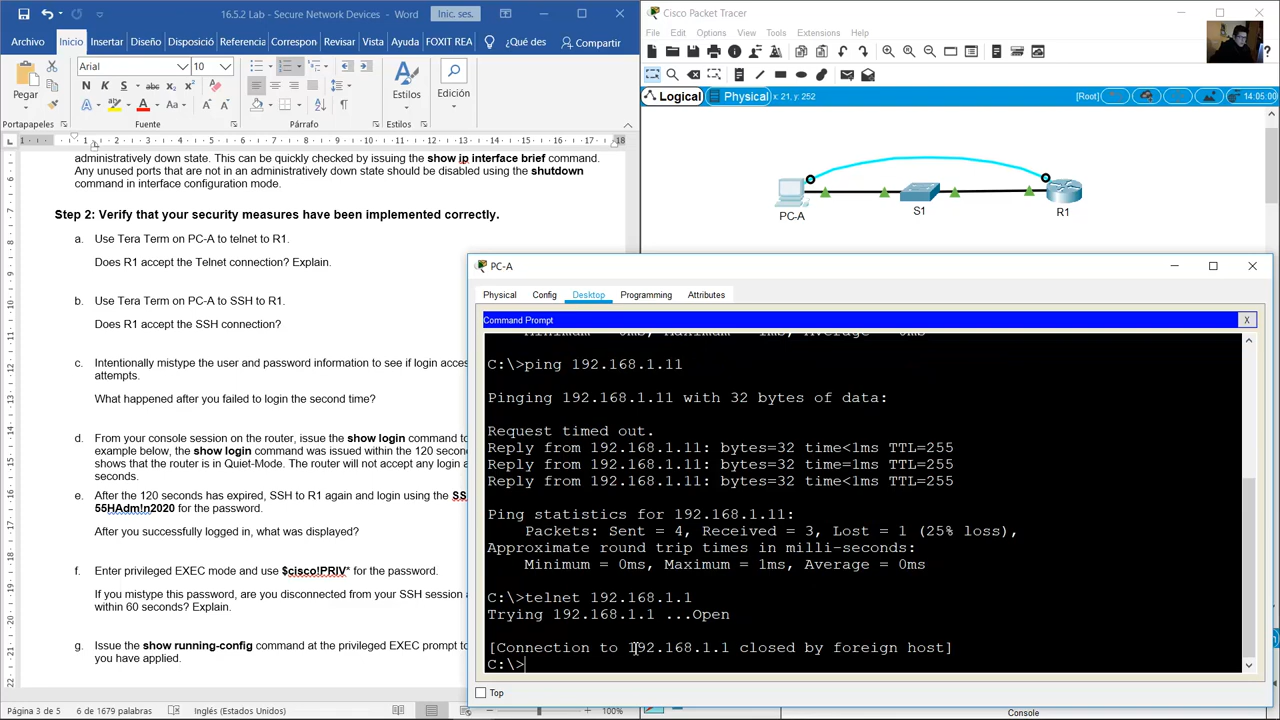 16.5.2 Lab - Secure Network Devices - Word
Inic. ses.
Archivo
Inicio
Insertar
Disposició
Referencia
Correspon
Revisar
Vista
Ayuda
FOXIT REA
¿Qué des
Compartir
Pegar
Arial
10
N K S
Estilos
Edición
Portapapeles
Fuente
Párrafo
Estilos
administratively down state. This can be quickly checked by issuing the show ip interface brief command.
Any unused ports that are not in an administratively down state should be disabled using the shutdown
command in interface configuration mode.
Step 2: Verify that your security measures have been implemented correctly.
a. Use Tera Term on PC-A to telnet to R1.
Does R1 accept the Telnet connection? Explain.
b. Use Tera Term on PC-A to SSH to R1.
Does R1 accept the SSH connection?
c. Intentionally mistype the user and password information to see if login acces
attempts.
What happened after you failed to login the second time?
d. From your console session on the router, issue the show login command to
example below, the show login command was issued within the 120 secon
shows that the router is in Quiet-Mode. The router will not accept any login a
seconds.
e. After the 120 seconds has expired, SSH to R1 again and login using the SS
55HAdm!n2020 for the password.
After you successfully logged in, what was displayed?
f. Enter privileged EXEC mode and use $cisco!PRIV* for the password.
If you mistype this password, are you disconnected from your SSH session a
within 60 seconds? Explain.
g. Issue the show running-config command at the privileged EXEC prompt to
you have applied.
Página 3 de 5
6 de 1679 palabras
Inglés (Estados Unidos)
100%
Cisco Packet Tracer
File Edit Options View Tools Extensions Help
Logical
Physical
x: 21, y: 252
[Root]
14:05:00
PC-A
S1
R1
PC-A
Physical
Config
Desktop
Programming
Attributes
Command Prompt
X
C:\>ping 192.168.1.11
Pinging 192.168.1.11 with 32 bytes of data:
Request timed out.
Reply from 192.168.1.11: bytes=32 time<1ms TTL=255
Reply from 192.168.1.11: bytes=32 time=1ms TTL=255
Reply from 192.168.1.11: bytes=32 time<1ms TTL=255
Ping statistics for 192.168.1.11:
Packets: Sent = 4, Received = 3, Lost = 1 (25% loss),
Approximate round trip times in milli-seconds:
Minimum = 0ms, Maximum = 1ms, Average = 0ms
C:\>telnet 192.168.1.1
Trying 192.168.1.1 ...Open
[Connection to 192.168.1.1 closed by foreign host]
C:\>
Top
Console